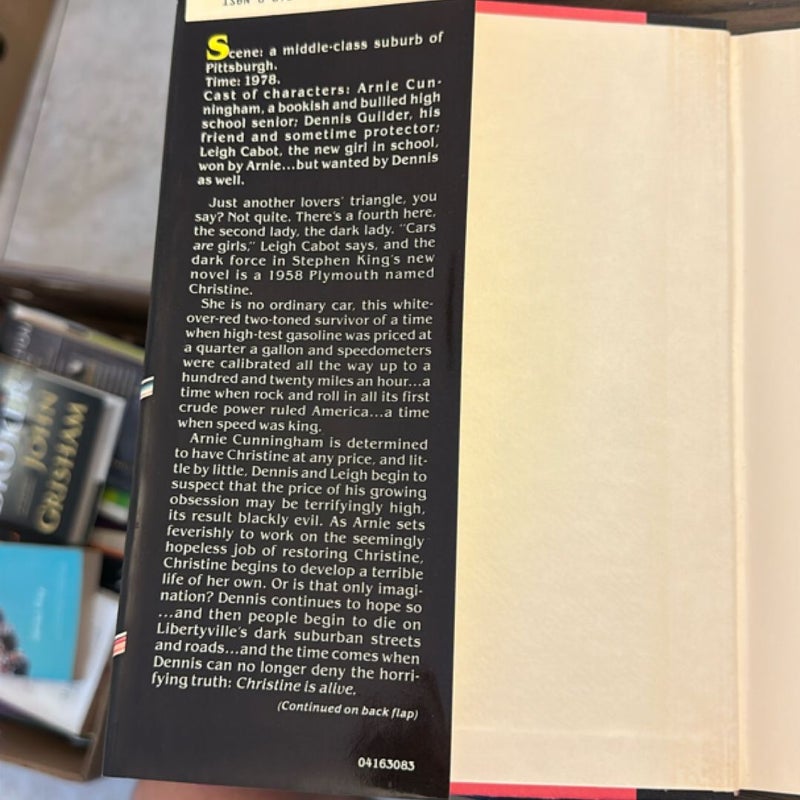 Scene: a middle-class suburb of
Pittsburgh.
Time: 1978.
Cast of characters: Arnie Cun-
ningham, a bookish and bullied high
school senior; Dennis Guilder, his
friend and sometime protector;
Leigh Cabot, the new girl in school,
won by Arnie...but wanted by Dennis
as well.
Just another lovers' triangle, you
say? Not quite. There's a fourth here,
the second lady, the dark lady. "Cars
are girls," Leigh Cabot says, and the
dark force in Stephen King's new
novel is a 1958 Plymouth named
Christine.
She is no ordinary car, this white-
over-red two-toned survivor of a time
when high-test gasoline was priced at
a quarter a gallon and speedometers
were calibrated all the way up to a
hundred and twenty miles an hour...a
time when rock and roll in all its first
crude power ruled America...a time
when speed was king.
Arnie Cunningham is determined
to have Christine at any price, and lit-
tle by little, Dennis and Leigh begin to
suspect that the price of his growing
obsession may be terrifyingly high,
its result blackly evil. As Arnie sets
feverishly to work on the seemingly
hopeless job of restoring Christine,
Christine begins to develop a terrible
life of her own. Or is that only imagi-
nation? Dennis continues to hope so
...and then people begin to die on
Libertyville's dark suburban streets
and roads...and the time comes when
Dennis can no longer deny the horri-
fying truth: Christine is alive.
(Continued on back flap)
04163083
JOHN
GRISHAM